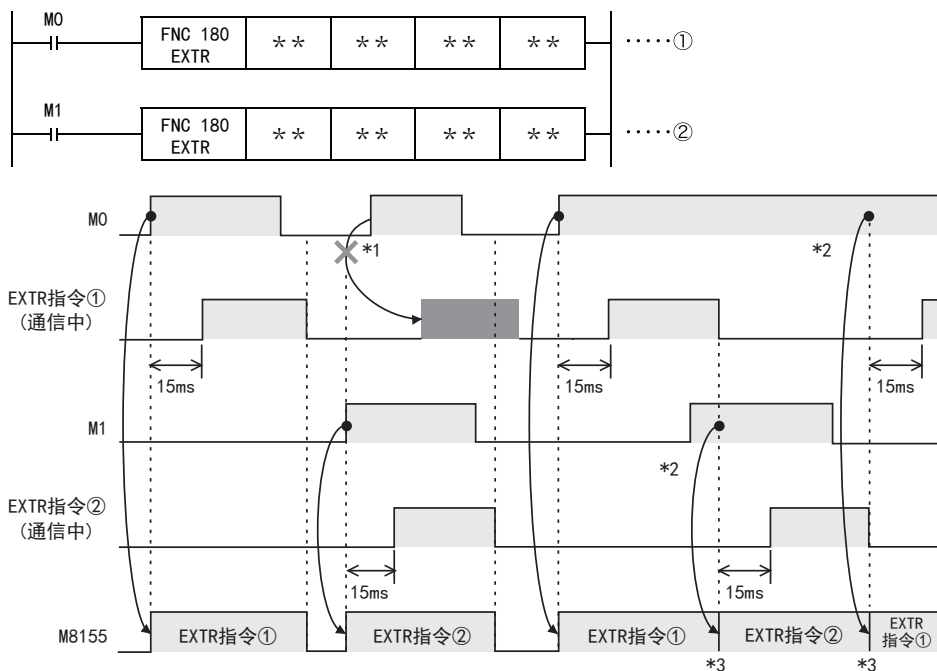 M0
FNC 180 EXTR ** ** ** ** ‥‥‥①
M1
FNC 180 EXTR ** ** ** ** ‥‥‥②
M0
*1
*2
EXTR指令①
(通信中)
15ms
15ms
15ms
M1
*2
EXTR指令②
(通信中)
15ms
15ms
M8155
EXTR指令①
EXTR指令②
EXTR指令①
EXTR指令②
EXTR
指令①
*3
*3